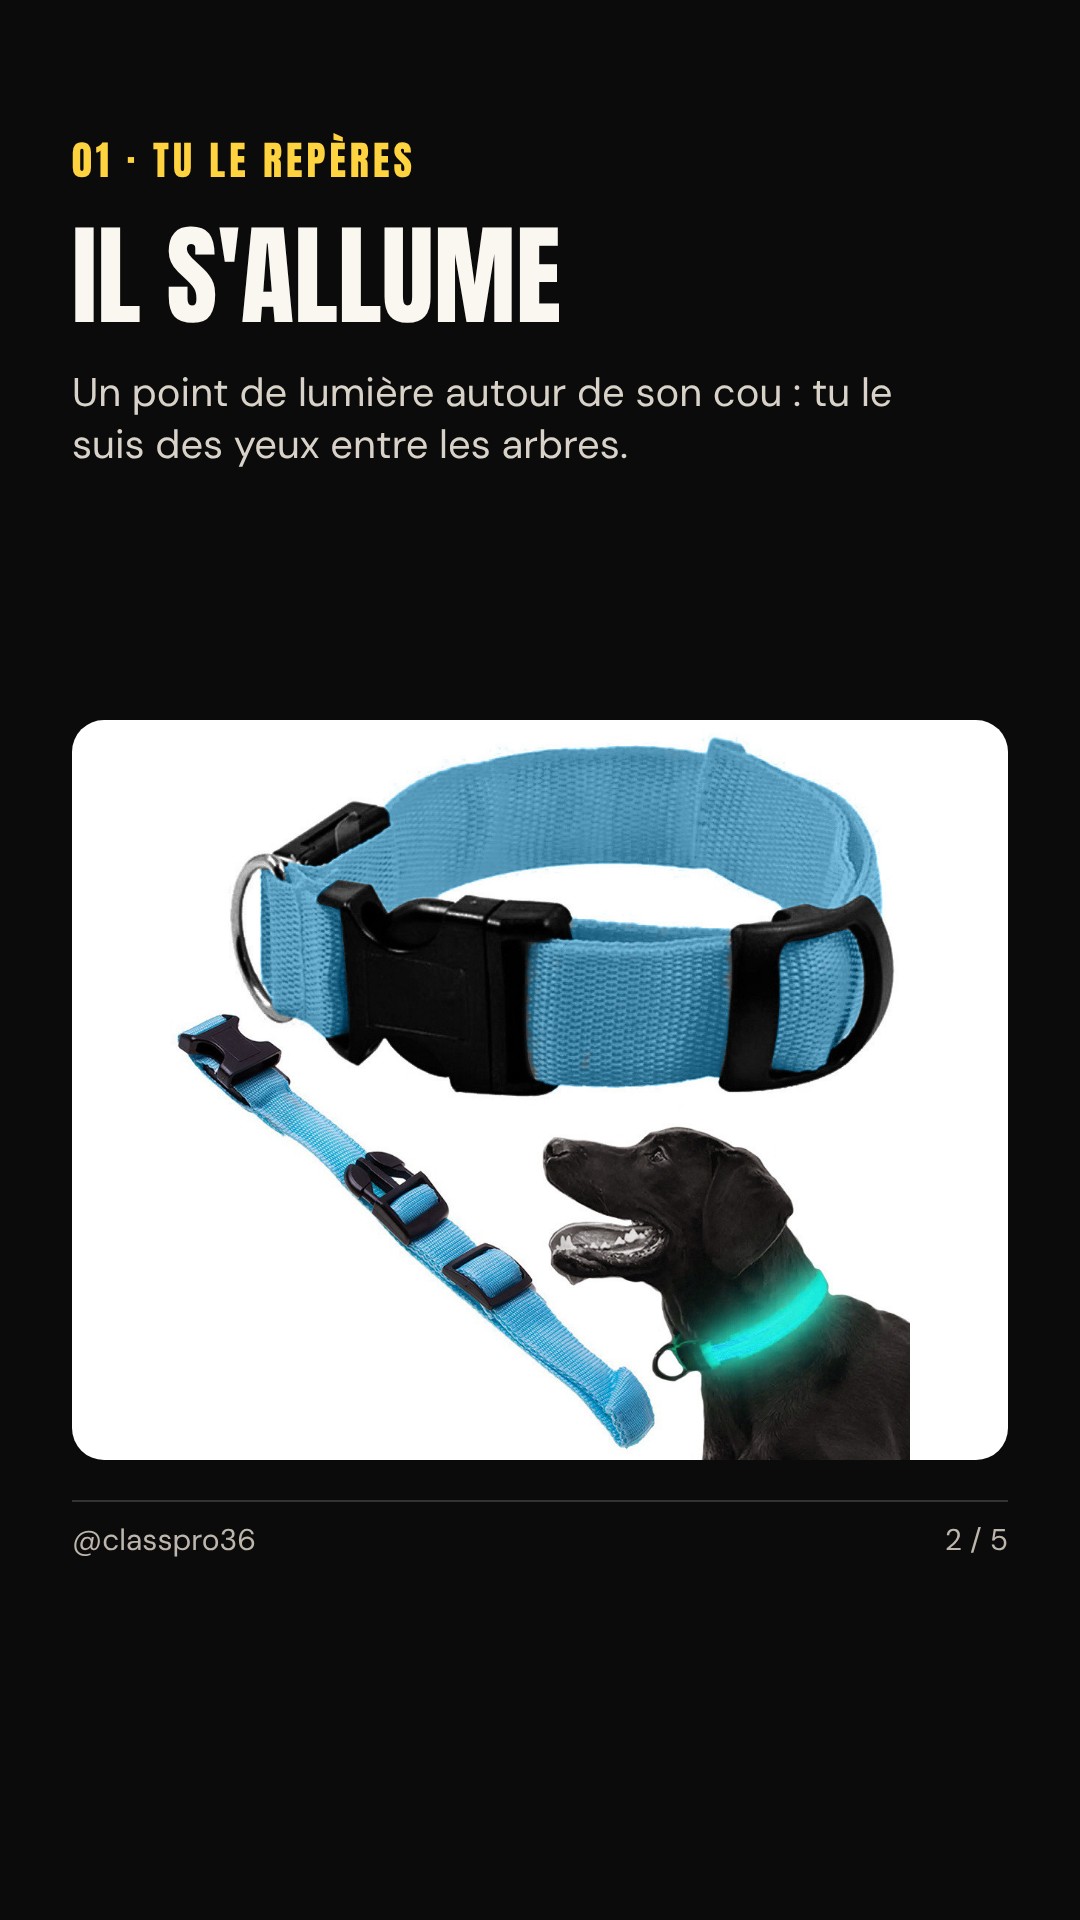 01 · TU LE REPÈRES
IL S'ALLUME
Un point de lumière autour de son cou : tu le
suis des yeux entre les arbres.
@classpro36
2 / 5